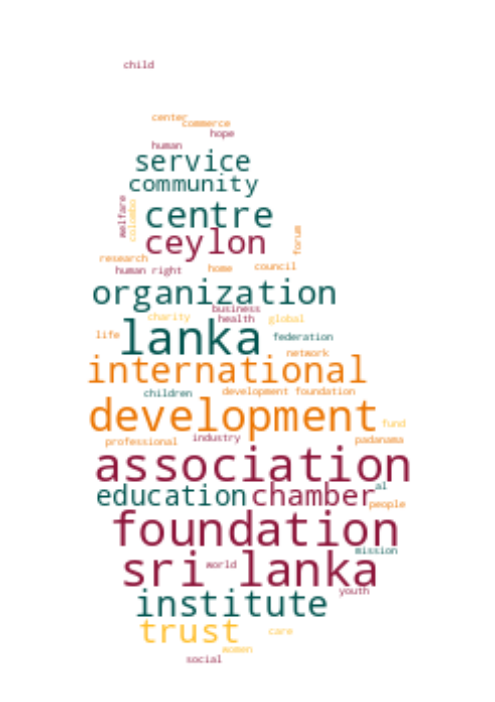 child
center
commerce
hope
human
service
community
welfare
colombo
centre
ceylon
forum
research
human right
home
council
organization
business
charity
health
global
lanka
life
federation
network
international
children
development foundation
development
fund
professional
industry
padanama
association
al
education
chamber
people
foundation
mission
sri lanka
world
youth
institute
trust
care
women
social